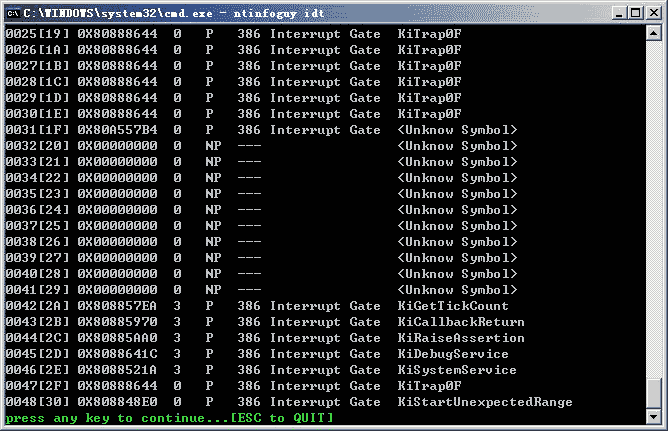 C:\WINDOWS\system32\cmd.exe - ntinfoguy idt
0025[19] 0X80888644 0 P 386 Interrupt Gate KiTrap0F
0026[1A] 0X80888644 0 P 386 Interrupt Gate KiTrap0F
0027[1B] 0X80888644 0 P 386 Interrupt Gate KiTrap0F
0028[1C] 0X80888644 0 P 386 Interrupt Gate KiTrap0F
0029[1D] 0X80888644 0 P 386 Interrupt Gate KiTrap0F
0030[1E] 0X80888644 0 P 386 Interrupt Gate KiTrap0F
0031[1F] 0X80A557B4 0 P 386 Interrupt Gate <Unknow Symbol>
0032[20] 0X00000000 0 NP --- <Unknow Symbol>
0033[21] 0X00000000 0 NP --- <Unknow Symbol>
0034[22] 0X00000000 0 NP --- <Unknow Symbol>
0035[23] 0X00000000 0 NP --- <Unknow Symbol>
0036[24] 0X00000000 0 NP --- <Unknow Symbol>
0037[25] 0X00000000 0 NP --- <Unknow Symbol>
0038[26] 0X00000000 0 NP --- <Unknow Symbol>
0039[27] 0X00000000 0 NP --- <Unknow Symbol>
0040[28] 0X00000000 0 NP --- <Unknow Symbol>
0041[29] 0X00000000 0 NP --- <Unknow Symbol>
0042[2A] 0X808857EA 3 P 386 Interrupt Gate KiGetTickCount
0043[2B] 0X80885970 3 P 386 Interrupt Gate KiCallbackReturn
0044[2C] 0X80885AA0 3 P 386 Interrupt Gate KiRaiseAssertion
0045[2D] 0X8088641C 3 P 386 Interrupt Gate KiDebugService
0046[2E] 0X8088521A 3 P 386 Interrupt Gate KiSystemService
0047[2F] 0X80888644 0 P 386 Interrupt Gate KiTrap0F
0048[30] 0X808848E0 0 P 386 Interrupt Gate KiStartUnexpectedRange
press any key to continue...[ESC to QUIT]